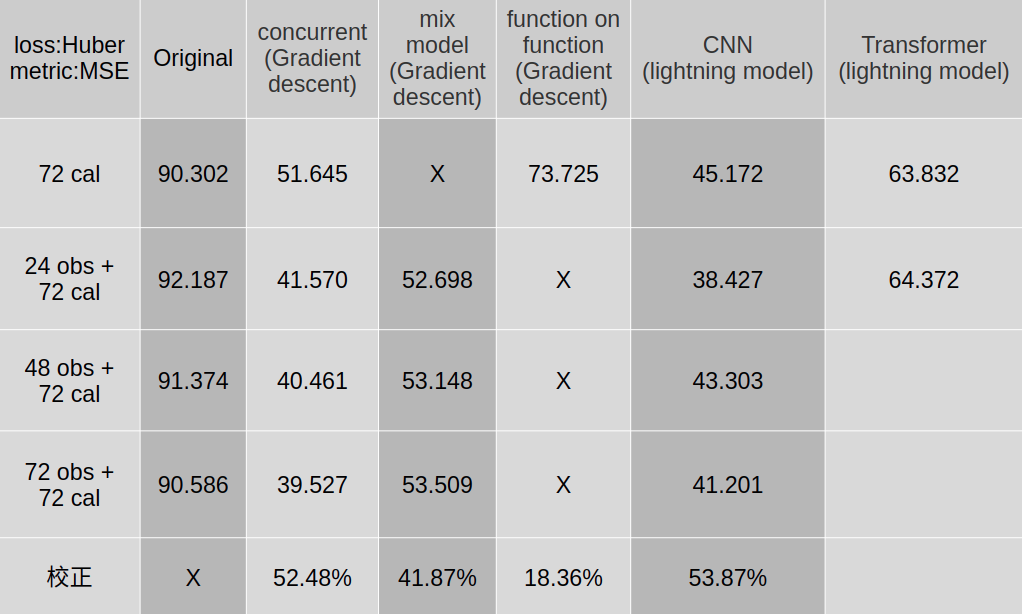 loss:Huber
metric:MSE
Original
concurrent
(Gradient
descent)
mix
model
(Gradient
descent)
function on
function
(Gradient
descent)
CNN
(lightning model)
Transformer
(lightning model)
72 cal
90.302
51.645
X
73.725
45.172
63.832
24 obs +
72 cal
92.187
41.570
52.698
X
38.427
64.372
48 obs +
72 cal
91.374
40.461
53.148
X
43.303
72 obs +
72 cal
90.586
39.527
53.509
X
41.201
校正
X
52.48%
41.87%
18.36%
53.87%